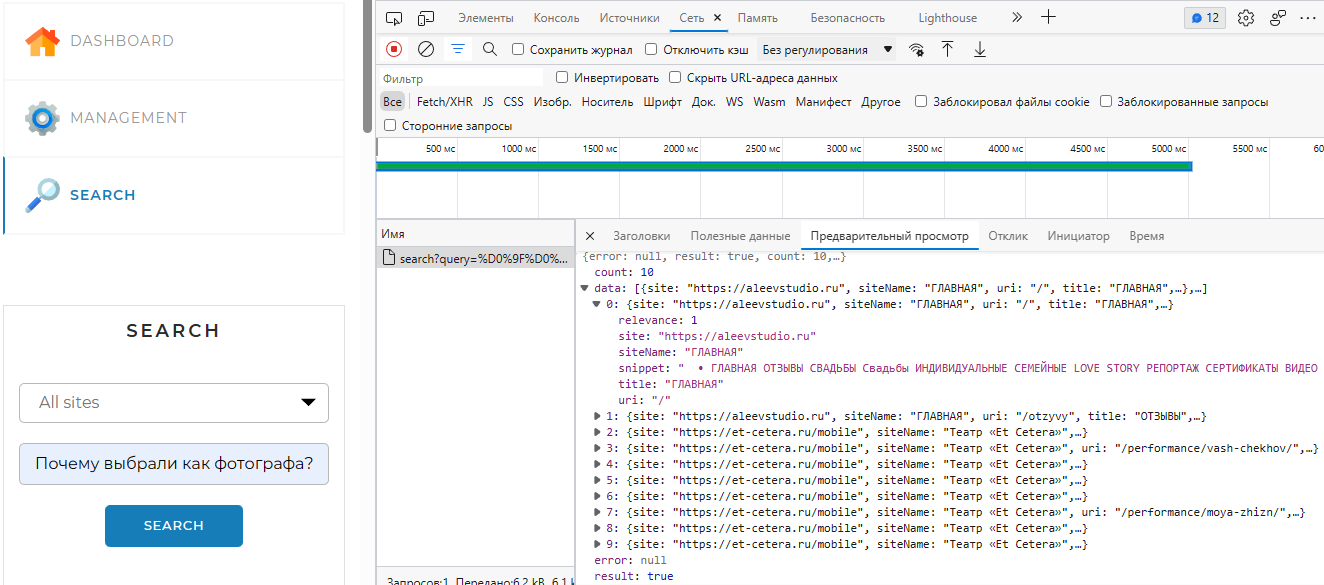 DASHBOARD
MANAGEMENT
SEARCH
SEARCH
All sites
Почему выбрали как фотографа?
SEARCH
Элементы Консоль Источники Сеть Память Безопасность Lighthouse 12
Сохранить журнал Отключить кэш Без регулирования
Фильтр Инвертировать Скрыть URL-адреса данных
Все Fetch/XHR JS CSS Изобр. Носитель Шрифт Док. WS Wasm Манифест Другое Заблокировал файлы cookie Заблокированные запросы
Сторонние запросы
500 мс 1000 мс 1500 мс 2000 мс 2500 мс 3000 мс 3500 мс 4000 мс 4500 мс 5000 мс 5500 мс 60
Имя
search?query=%D0%9F%D0%...
Запросов:1 Передано:6.2 kB 6.1 k
Заголовки Полезные данные Предварительный просмотр Отклик Инициатор Время
{error: null, result: true, count: 10,…}
count: 10
data: [{site: "https://aleevstudio.ru", siteName: "ГЛАВНАЯ", uri: "/", title: "ГЛАВНАЯ",…},…]
0: {site: "https://aleevstudio.ru", siteName: "ГЛАВНАЯ", uri: "/", title: "ГЛАВНАЯ",…}
relevance: 1
site: "https://aleevstudio.ru"
siteName: "ГЛАВНАЯ"
snippet: " • ГЛАВНАЯ ОТЗЫВЫ СВАДЬБЫ Свадьбы ИНДИВИДУАЛЬНЫЕ СЕМЕЙНЫЕ LOVE STORY РЕПОРТАЖ СЕРТИФИКАТЫ ВИДЕО
title: "ГЛАВНАЯ"
uri: "/"
1: {site: "https://aleevstudio.ru", siteName: "ГЛАВНАЯ", uri: "/otzyvy", title: "ОТЗЫВЫ",…}
2: {site: "https://et-cetera.ru/mobile", siteName: "Театр «Et Cetera»",…}
3: {site: "https://et-cetera.ru/mobile", siteName: "Театр «Et Cetera»", uri: "/performance/vash-chekhov/",…}
4: {site: "https://et-cetera.ru/mobile", siteName: "Театр «Et Cetera»",…}
5: {site: "https://et-cetera.ru/mobile", siteName: "Театр «Et Cetera»",…}
6: {site: "https://et-cetera.ru/mobile", siteName: "Театр «Et Cetera»",…}
7: {site: "https://et-cetera.ru/mobile", siteName: "Театр «Et Cetera»", uri: "/performance/moya-zhizn/",…}
8: {site: "https://et-cetera.ru/mobile", siteName: "Театр «Et Cetera»",…}
9: {site: "https://et-cetera.ru/mobile", siteName: "Театр «Et Cetera»",…}
error: null
result: true